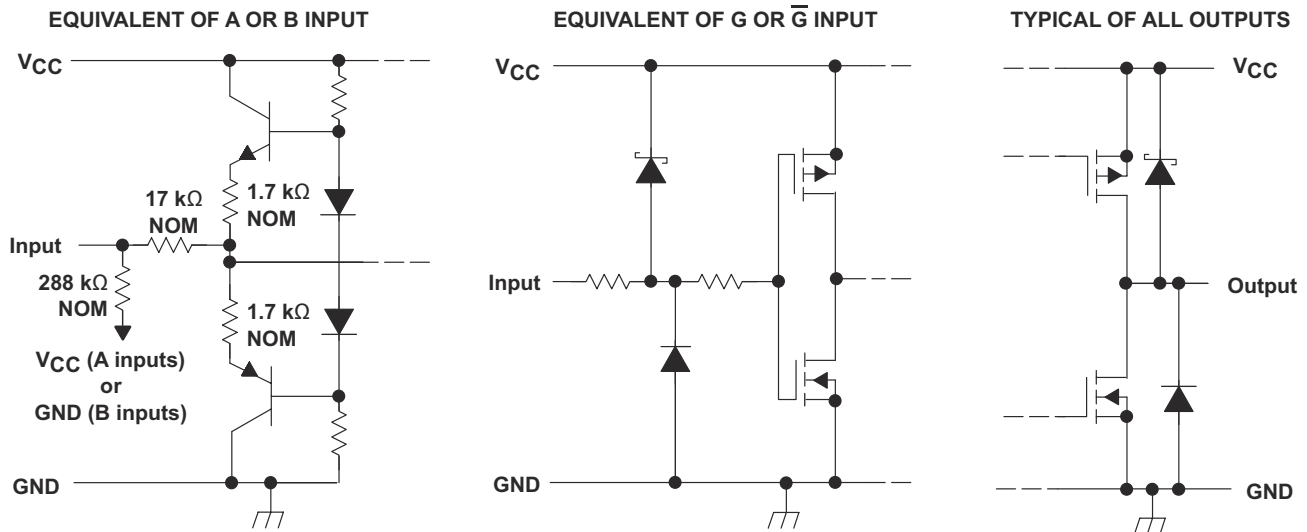 EQUIVALENT OF A OR B INPUT
VCC
17 kΩ
NOM
1.7 kΩ
NOM
Input
288 kΩ
NOM
1.7 kΩ
NOM
VCC (A inputs)
or
GND (B inputs)
GND
EQUIVALENT OF G OR G̅ INPUT
VCC
Input
GND
TYPICAL OF ALL OUTPUTS
VCC
Output
GND